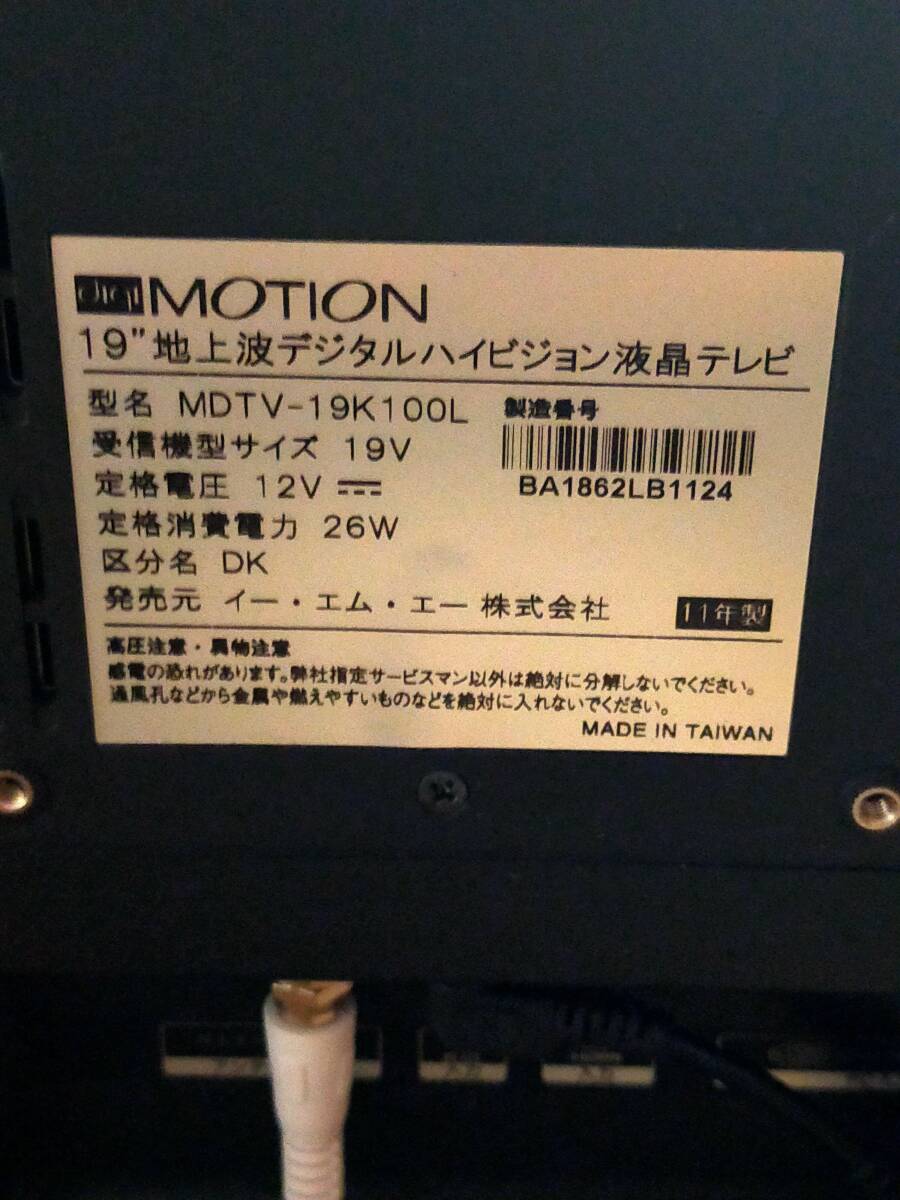 digi MOTION
19"地上波デジタルハイビジョン液晶テレビ
型名 MDTV-19K100L
製造番号
受信機型サイズ 19V
定格電圧 12V
BA1862LB1124
定格消費電力 26W
区分名 DK
発売元 イー・エム・エー 株式会社
11年製
高圧注意・異物注意
感電の恐れがあります。弊社指定サービスマン以外は絶対に分解しないでください。
通風孔などから金属や燃えやすいものなどを絶対に入れないでください。
MADE IN TAIWAN
入力
入力